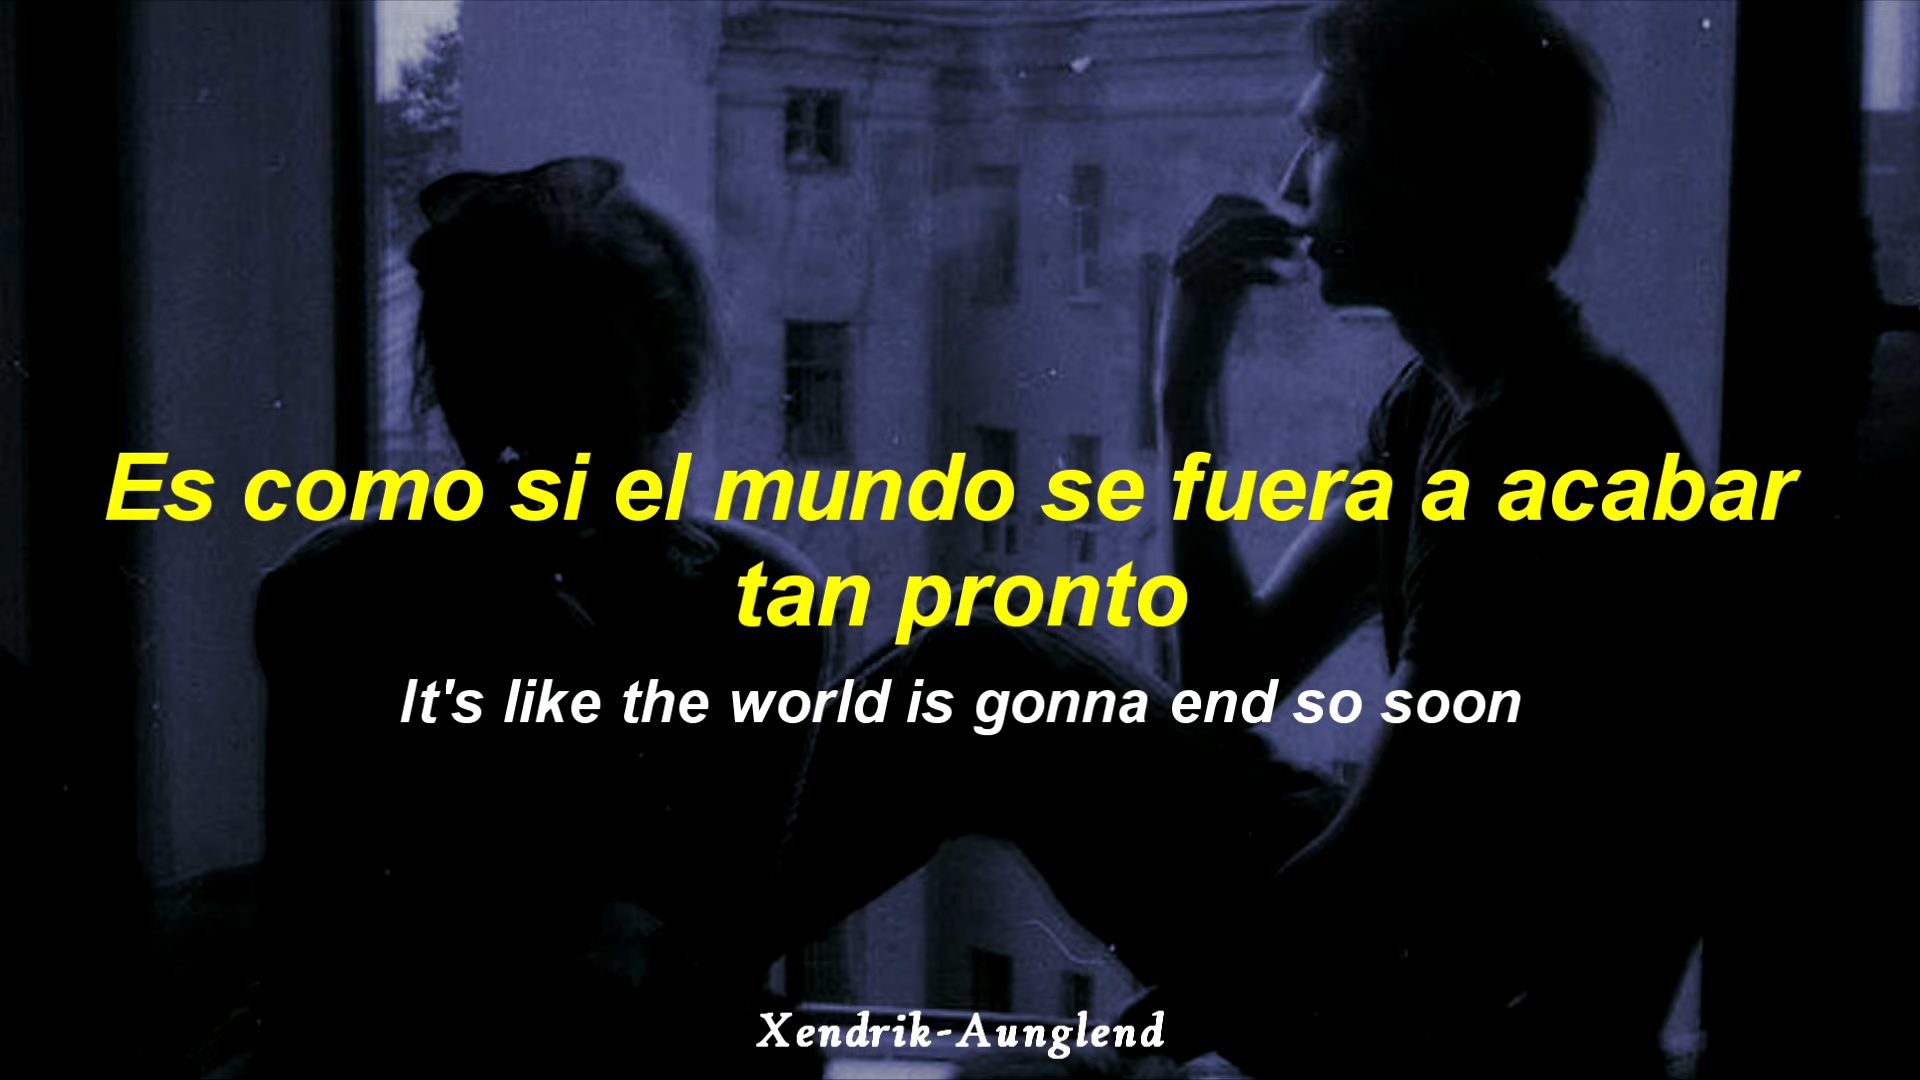 Es como si el mundo se fuera a acabar
tan pronto
It's like the world is gonna end so soon
Xendrik-Aunglend